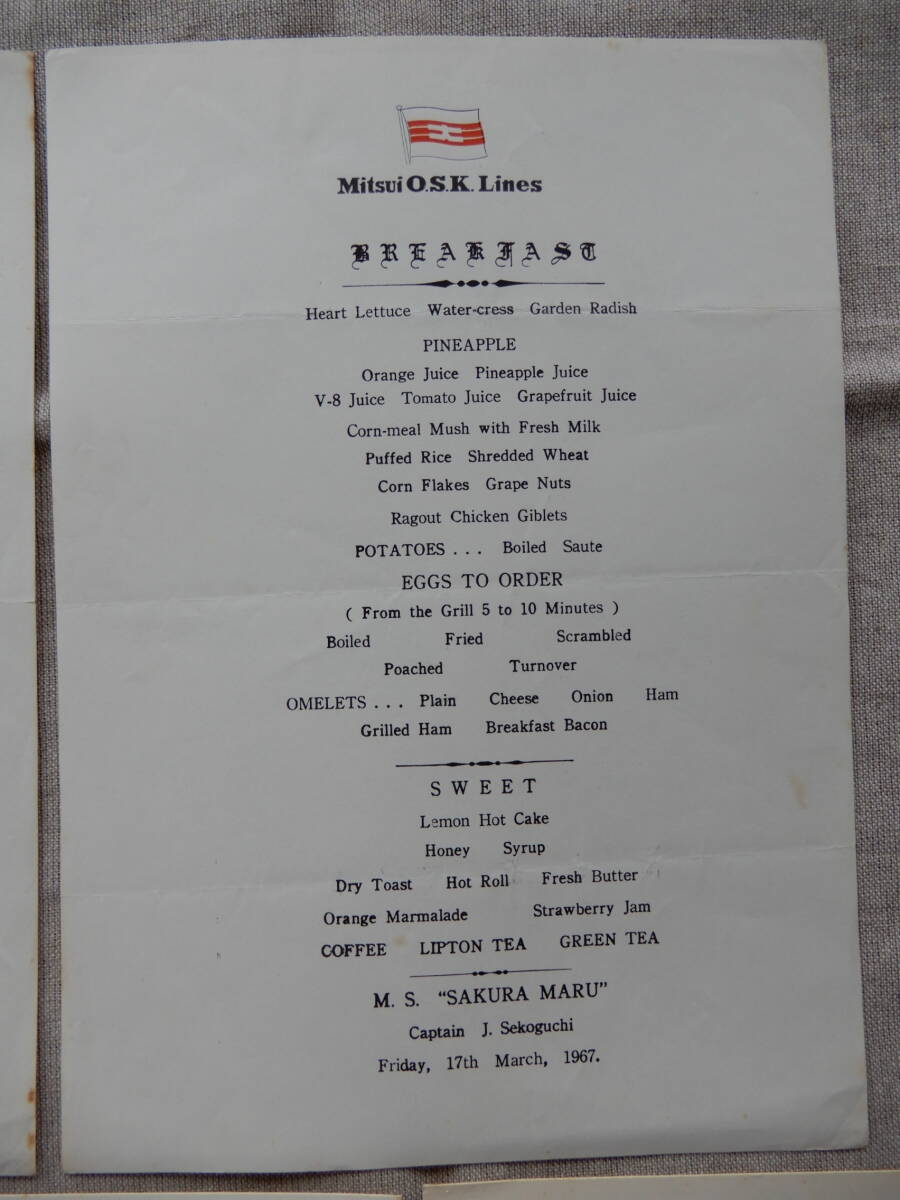 Mitsui O.S.K. Lines
BREAKFAST
Heart Lettuce Water-cress Garden Radish
PINEAPPLE
Orange Juice Pineapple Juice
V-8 Juice Tomato Juice Grapefruit Juice
Corn-meal Mush with Fresh Milk
Puffed Rice Shredded Wheat
Corn Flakes Grape Nuts
Ragout Chicken Giblets
POTATOES . . . Boiled Saute
EGGS TO ORDER
( From the Grill 5 to 10 Minutes )
Boiled Fried Scrambled
Poached Turnover
OMELETS . . . Plain Cheese Onion Ham
Grilled Ham Breakfast Bacon
SWEET
Lemon Hot Cake
Honey Syrup
Dry Toast Hot Roll Fresh Butter
Orange Marmalade Strawberry Jam
COFFEE LIPTON TEA GREEN TEA
M. S. "SAKURA MARU"
Captain J. Sekoguchi
Friday, 17th March, 1967.